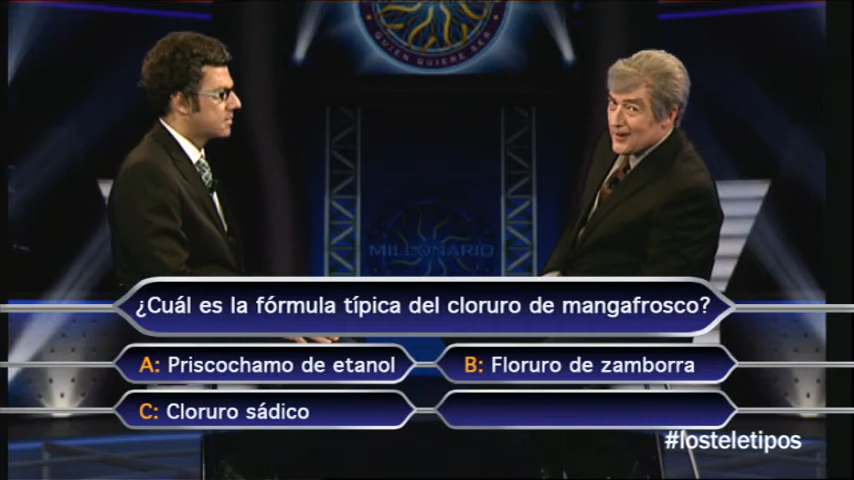 QUIEN QUIERE SER
MILLONARIO
¿Cuál es la fórmula típica del cloruro de mangafrosco?
A: Priscochamo de etanol
B: Floruro de zamborra
C: Cloruro sádico
#losteletipos